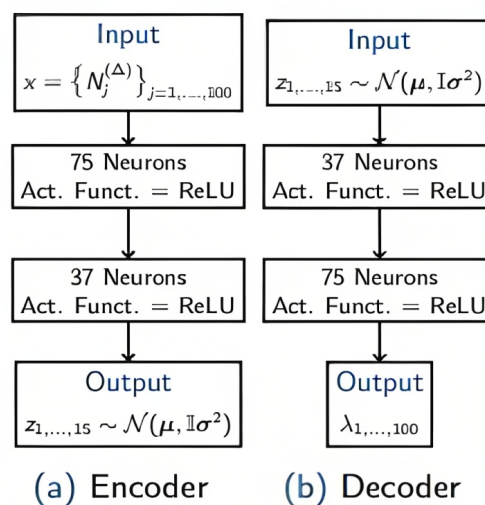 Input
x = {N_j^{(Δ)}}_{j=1,...,100}
75 Neurons
Act. Funct. = ReLU
37 Neurons
Act. Funct. = ReLU
Output
z_{1,...,15} ∼ 𝒩(μ, 𝕀σ²)
(a) Encoder
Input
z_{1,...,15} ∼ 𝒩(μ, 𝕀σ²)
37 Neurons
Act. Funct. = ReLU
75 Neurons
Act. Funct. = ReLU
Output
λ_{1,...,100}
(b) Decoder